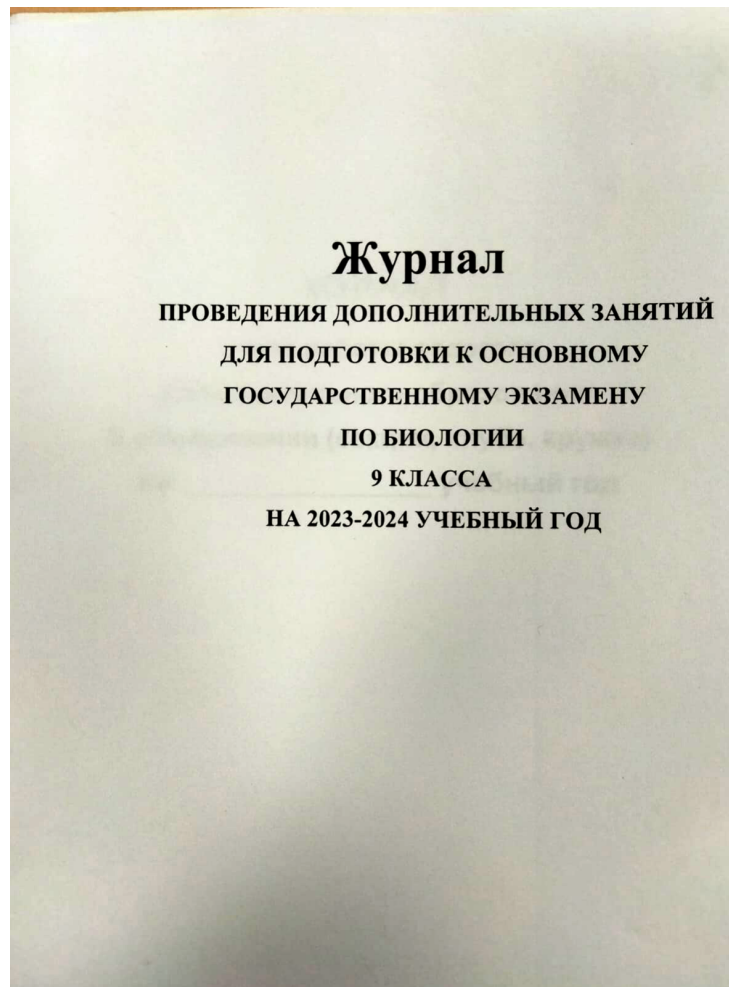 Журнал
ПРОВЕДЕНИЯ ДОПОЛНИТЕЛЬНЫХ ЗАНЯТИЙ
ДЛЯ ПОДГОТОВКИ К ОСНОВНОМУ
ГОСУДАРСТВЕННОМУ ЭКЗАМЕНУ
ПО БИОЛОГИИ
9 КЛАССА
НА 2023-2024 УЧЕБНЫЙ ГОД